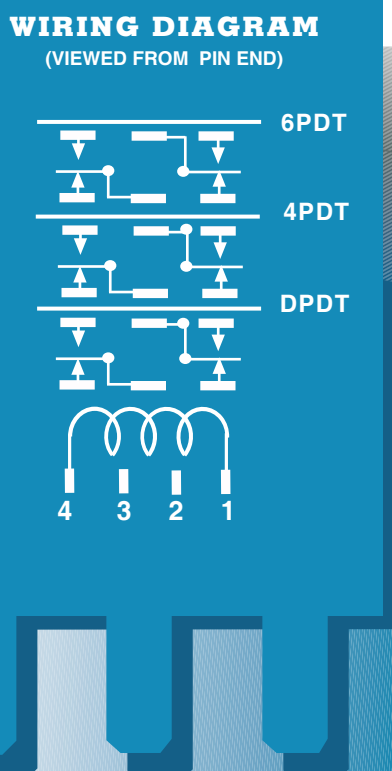 WIRING DIAGRAM
(VIEWED FROM PIN END)
6PDT
4PDT
DPDT
4 3 2 1